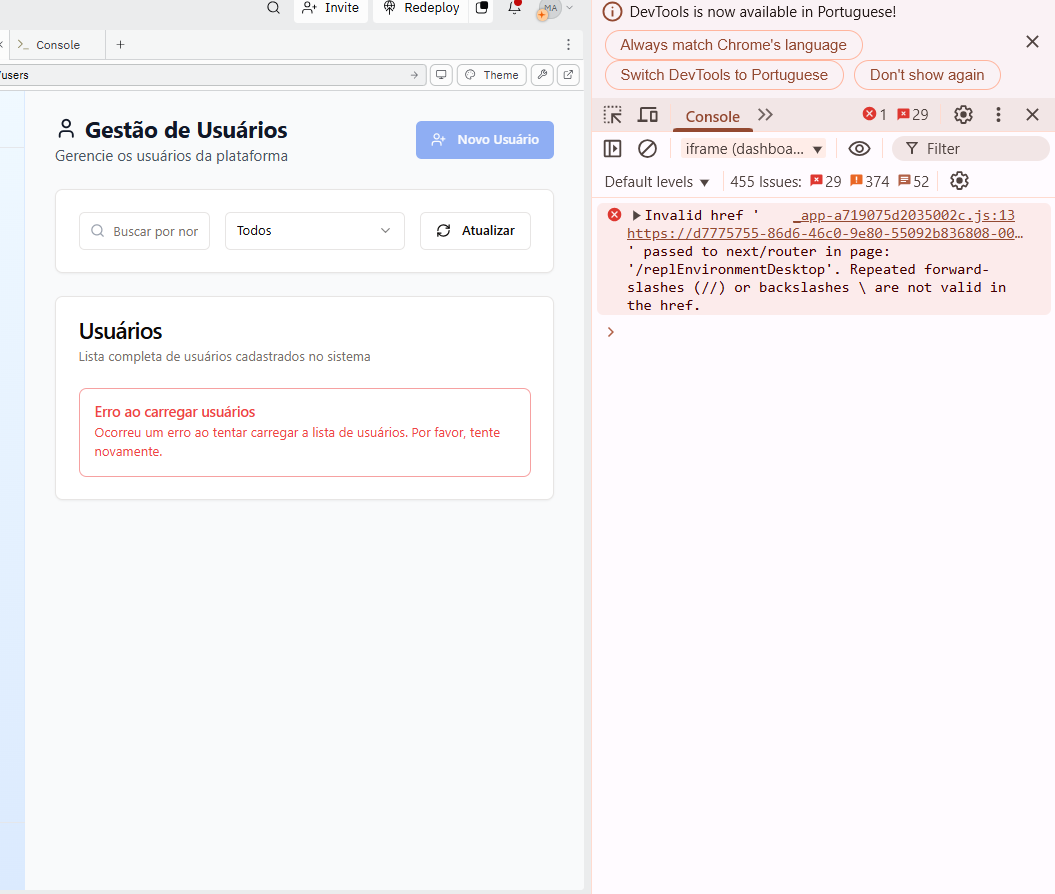 Invite
Redeploy
MA
>_ Console
+
/users
Theme
Gestão de Usuários
Gerencie os usuários da plataforma
Novo Usuário
Buscar por nor
Todos
Atualizar
Usuários
Lista completa de usuários cadastrados no sistema
Erro ao carregar usuários
Ocorreu um erro ao tentar carregar a lista de usuários. Por favor, tente
novamente.
DevTools is now available in Portuguese!
Always match Chrome's language
Switch DevTools to Portuguese
Don't show again
Console
1
29
iframe (dashboa...
Filter
Default levels
455 Issues:
29
374
52
Invalid href ' _app-a719075d2035002c.js:13
https://d7775755-86d6-46c0-9e80-55092b836808-00…
' passed to next/router in page:
'/replEnvironmentDesktop'. Repeated forward-
slashes (//) or backslashes \ are not valid in
the href.